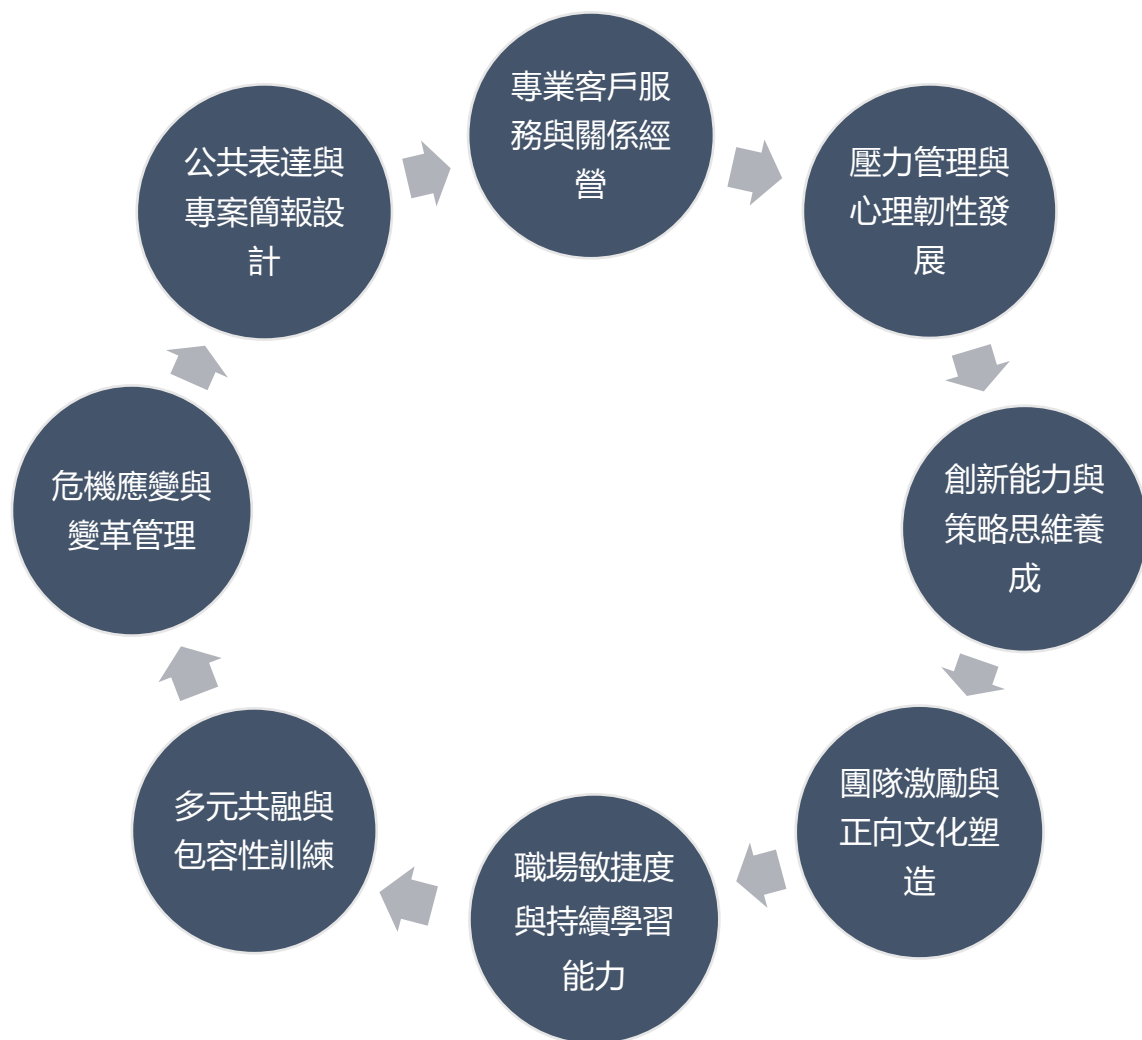 專業客戶服
務與關係經
營
壓力管理與
心理韌性發
展
創新能力與
策略思維養
成
團隊激勵與
正向文化塑
造
職場敏捷度
與持續學習
能力
多元共融與
包容性訓練
危機應變與
變革管理
公共表達與
專案簡報設
計